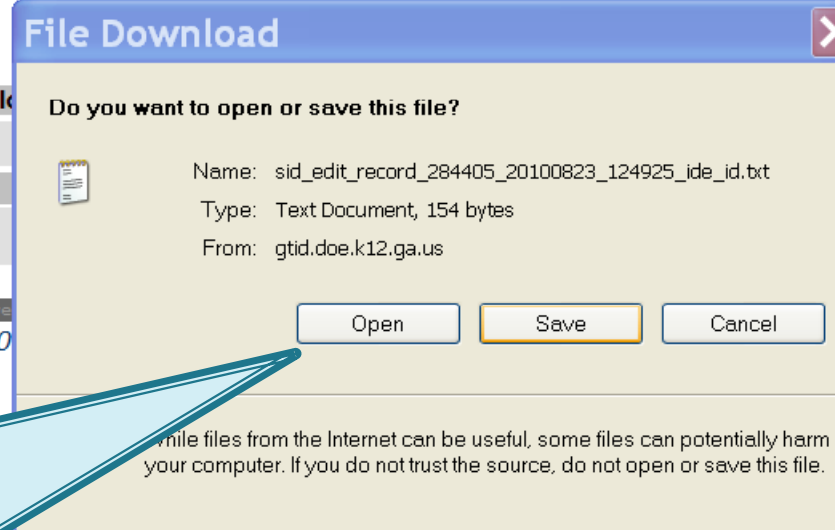 File Download
Do you want to open or save this file?
Name: sid_edit_record_284405_20100823_124925_ide_id.txt
Type: Text Document, 154 bytes
From: gtid.doe.k12.ga.us
Open Save Cancel
files from the Internet can be useful, some files can potentially harm
your computer. If you do not trust the source, do not open or save this file.